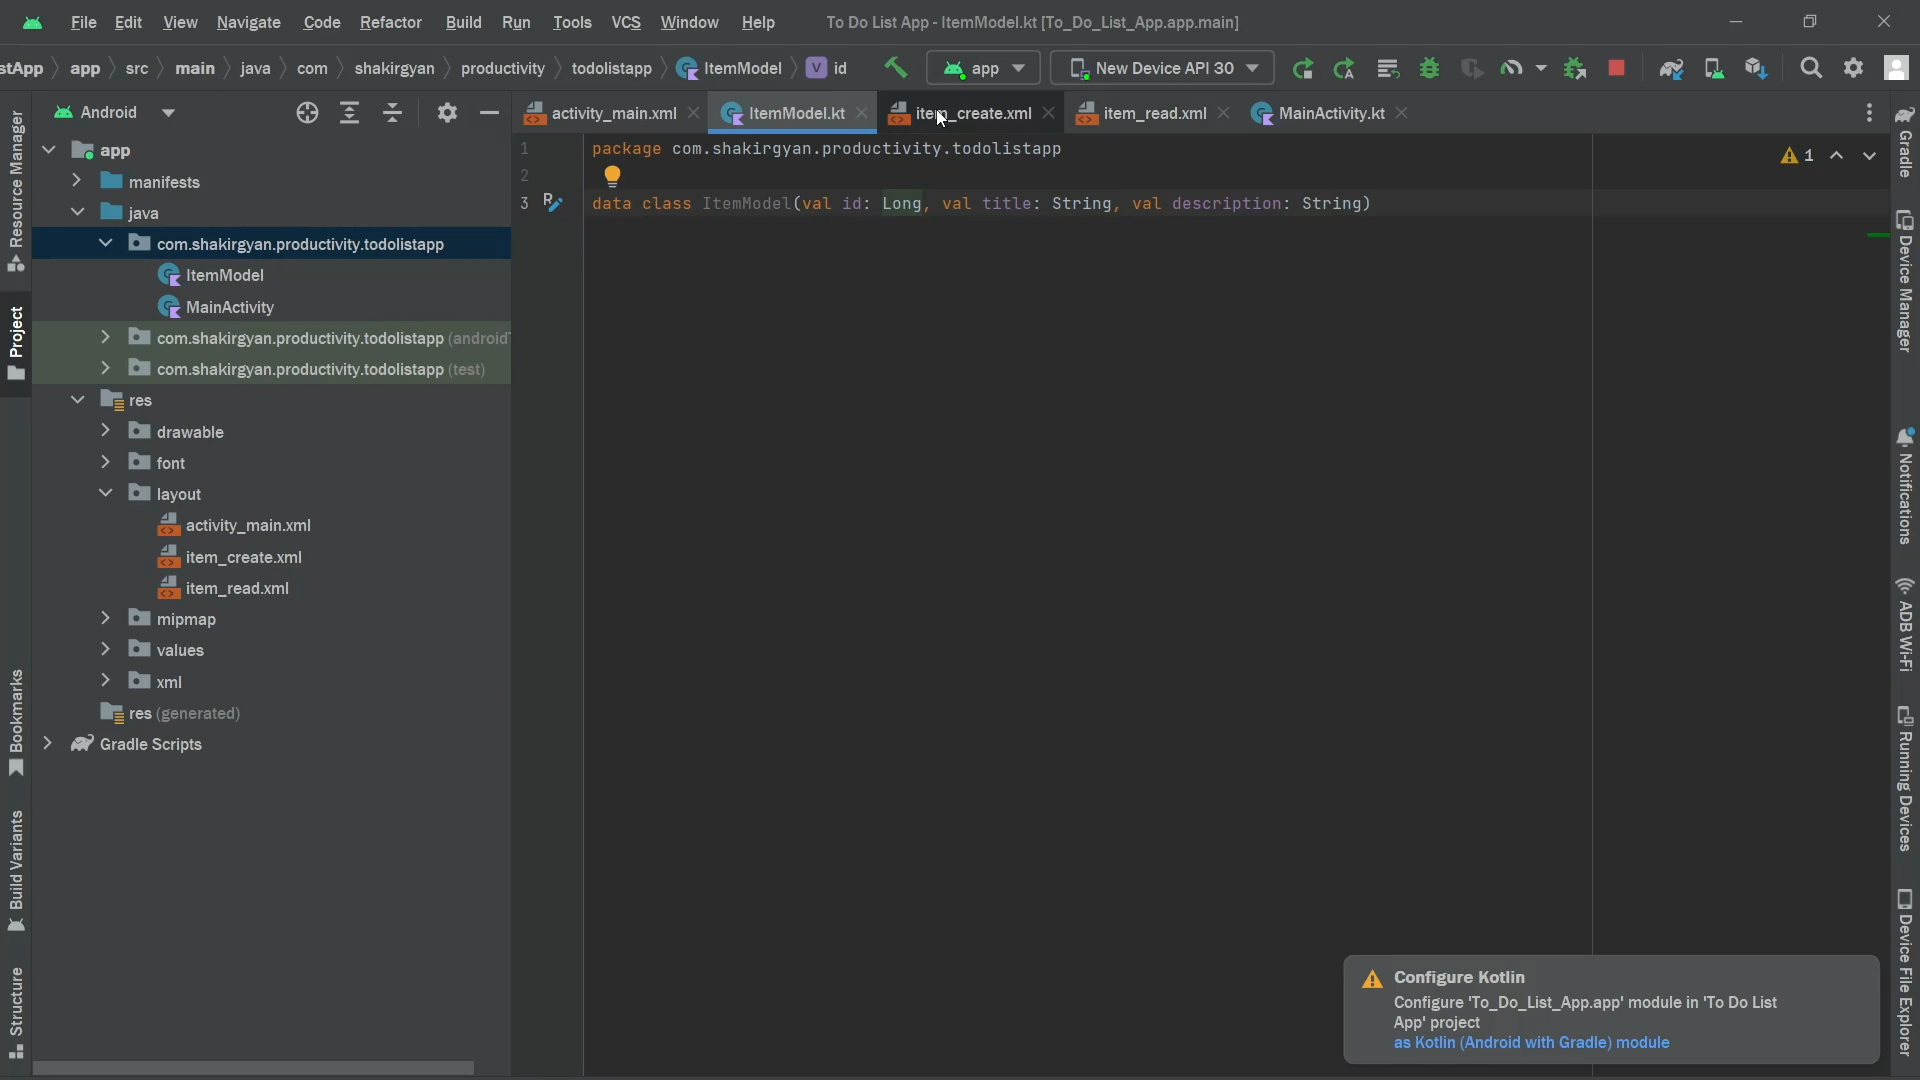 File Edit View Navigate Code Refactor Build Run Tools VCS Window Help To Do List App - ItemModel.kt [To_Do_List_App.app.main]
stApp app src main java com shakirgyan productivity todolistapp ItemModel V id app New Device API 30
Android
activity_main.xml ItemModel.kt item_create.xml item_read.xml MainActivity.kt
app
manifests
java
com.shakirgyan.productivity.todolistapp
ItemModel
MainActivity
com.shakirgyan.productivity.todolistapp (android
com.shakirgyan.productivity.todolistapp (test)
res
drawable
font
layout
activity_main.xml
item_create.xml
item_read.xml
mipmap
values
xml
res (generated)
Gradle Scripts
1 package com.shakirgyan.productivity.todolistapp
2
3 data class ItemModel(val id: Long, val title: String, val description: String)
1
Resource Manager
Project
Bookmarks
Build Variants
Structure
Gradle
Device Manager
Notifications
ADB Wi-Fi
Running Devices
Device File Explorer
Configure Kotlin
Configure 'To_Do_List_App.app' module in 'To Do List
App' project
as Kotlin (Android with Gradle) module